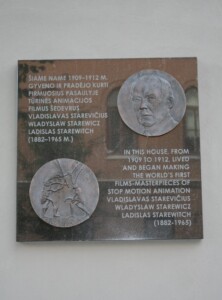 ŠIAME NAME 1909–1912 M.
GYVENO IR PRADĖJO KURTI
PIRMUOSIUS PASAULYJE
TŪRINĖS ANIMACIJOS
FILMUS ŠEDEVRUS
VLADISLAVAS STAREVIČIUS
WŁADYSŁAW STAREWICZ
LADISLAS STAREWITCH
(1882–1965 M.)
IN THIS HOUSE, FROM
1909 TO 1912, LIVED
AND BEGAN MAKING
THE WORLD'S FIRST
FILMS-MASTERPIECES OF
STOP MOTION ANIMATION
VLADISLAVAS STAREVIČIUS
WŁADYSŁAW STAREWICZ
LADISLAS STAREWITCH
(1882–1965)